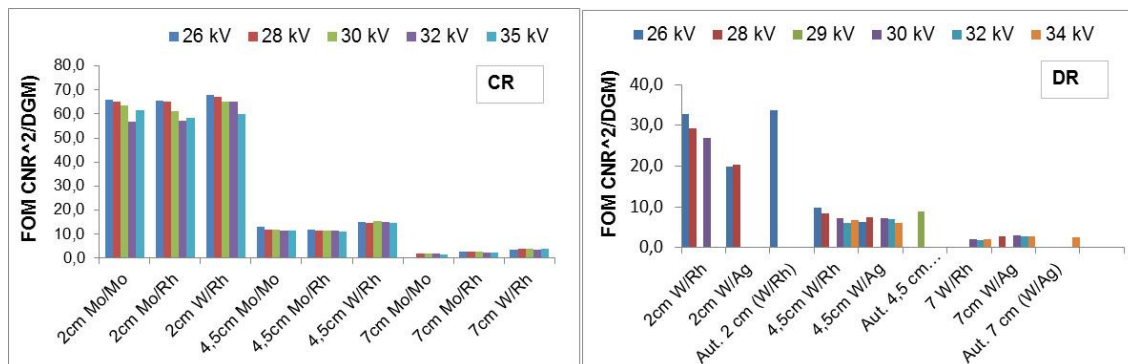 26 kV 28 kV 30 kV 32 kV 35 kV
CR
FOM CNR^2/DGM
80,0
70,0
60,0
50,0
40,0
30,0
20,0
10,0
0,0
2cm Mo/Mo
2cm Mo/Rh
2cm W/Rh
4,5cm Mo/Mo
4,5cm Mo/Rh
4,5cm W/Rh
7cm Mo/Mo
7cm Mo/Rh
7cm W/Rh
26 kV 28 kV 29 kV 30 kV 32 kV 34 kV
DR
FOM CNR^2/DGM
40,0
30,0
20,0
10,0
0,0
2cm W/Rh
2cm W/Ag
Aut. 2 cm (W/Rh)
4,5cm W/Rh
4,5cm W/Ag
Aut. 4,5 cm...
7 W/Rh
7cm W/Ag
Aut. 7 cm (W/Ag)